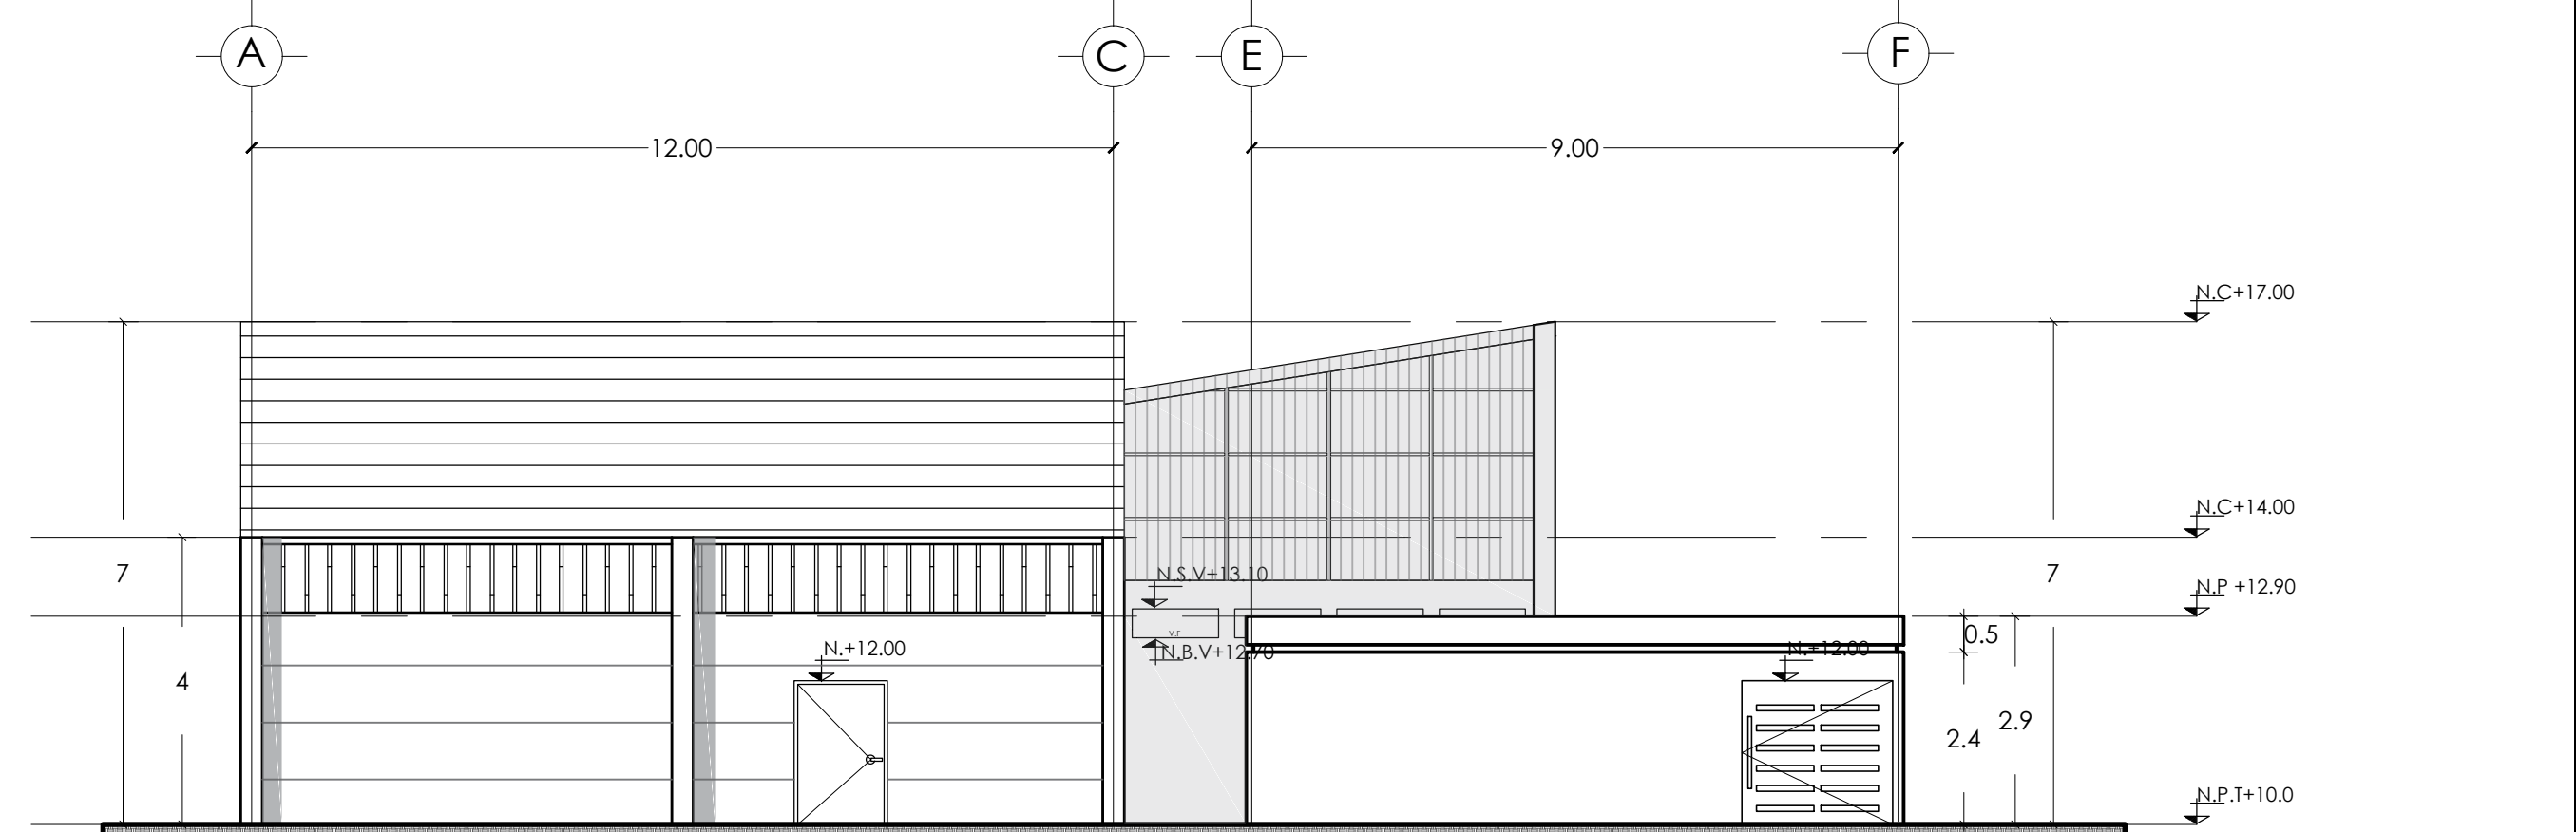 A
C
E
F
12.00
9.00
N.C+17.00
N.C+14.00
7
N.S.V+13.10
7
N.P +12.90
V.F
0.5
N.+12.00
N.B.V+12.70
N.+12.00
4
2.9
2.4
N.P.T+10.0